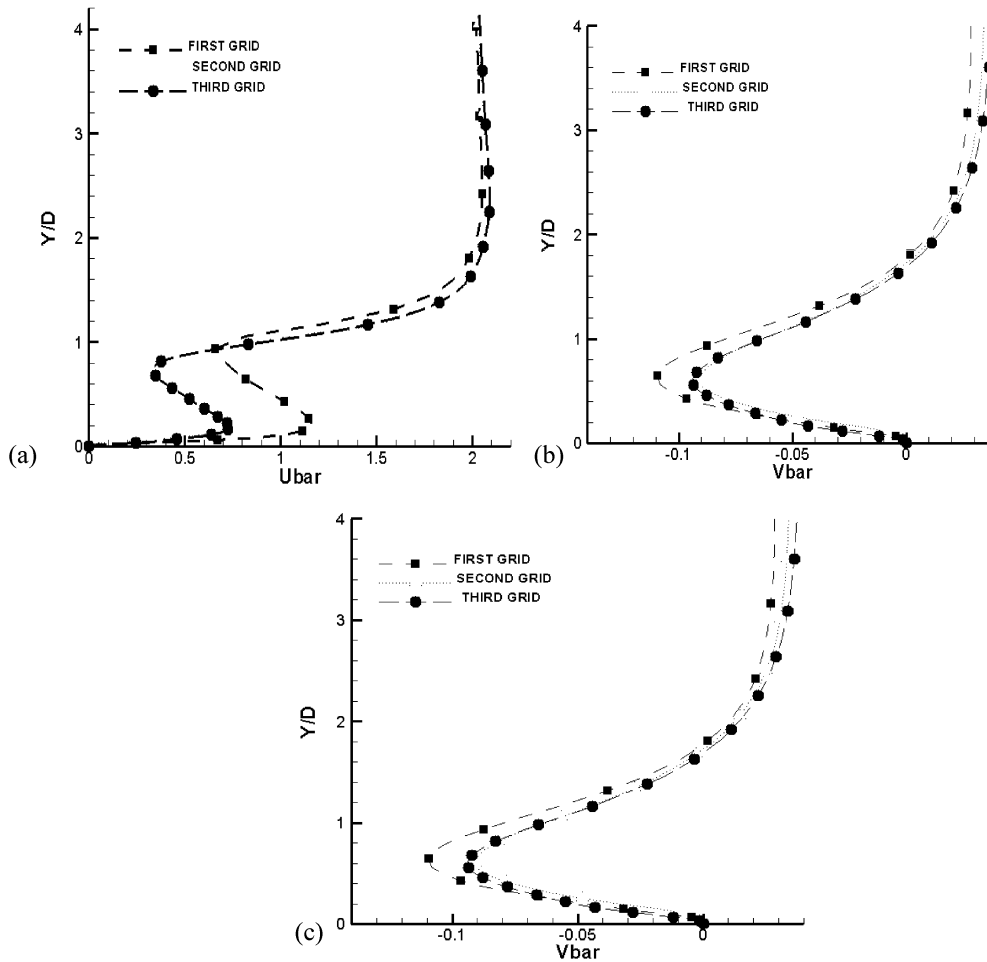 4
FIRST GRID
SECOND GRID
THIRD GRID
3
Y/D
2
1
0
0
0.5
1
1.5
2
Ubar
(a)
4
FIRST GRID
SECOND GRID
THIRD GRID
3
Y/D
2
1
0
-0.1
-0.05
0
Vbar
(b)
4
FIRST GRID
SECOND GRID
THIRD GRID
3
Y/D
2
1
0
-0.1
-0.05
0
Vbar
(c)